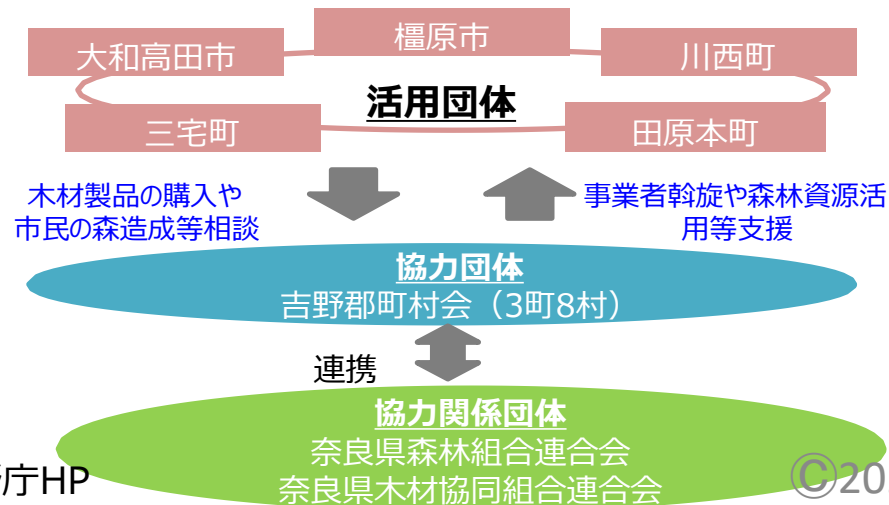 橿原市
大和高田市
川西町
活用団体
三宅町
田原本町
木材製品の購入や
市民の森造成等相談
事業者斡旋や森林資源活
用等支援
協力団体
吉野郡町村会（3町8村）
連携
協力関係団体
奈良県森林組合連合会
奈良県木材協同組合連合会
庁HP
Ⓒ20